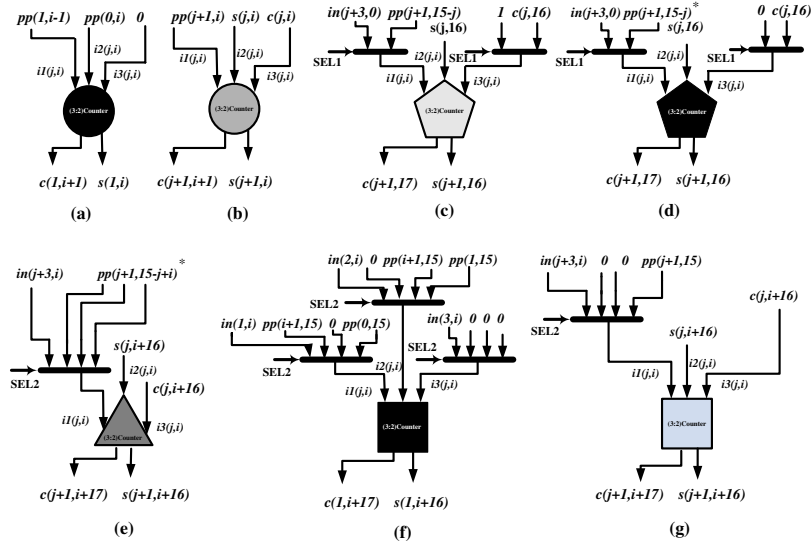 pp(1,i-1) pp(0,i) 0
i2(j,i)
i1(j,i) i3(j,i)
(3:2)Counter
c(1,i+1) s(1,i)
(a)
pp(j+1,i) s(j,i) c(j,i)
i2(j,i)
i1(j,i) i3(j,i)
(3:2)Counter
c(j+1,i+1) s(j+1,i)
(b)
in(j+3,0) pp(j+1,15-j) 1 c(j,16)
s(j,16)
SEL1 SEL1
i2(j,i)
i1(j,i) i3(j,i)
(3:2)Counter
c(j+1,17) s(j+1,16)
(c)
in(j+3,0) pp(j+1,15-j)* 0 c(j,16)
s(j,16)
SEL1 SEL1
i2(j,i)
i1(j,i) i3(j,i)
(3:2)Counter
c(j+1,17) s(j+1,16)
(d)
in(j+3,i) pp(j+1,15-j+i)*
s(j,i+16)
SEL2
i2(j,i) c(j,i+16)
i1(j,i) i3(j,i)
(3:2)Counter
c(j+1,i+17) s(j+1,i+16)
(e)
in(2,i) 0 pp(i+1,15) pp(1,15)
SEL2
in(1,i) pp(i+1,15) 0 pp(0,15) in(3,i) 0 0 0
SEL2 SEL2
i2(j,i)
i1(j,i) i3(j,i)
(3:2)Counter
c(1,i+17) s(1,i+16)
(f)
in(j+3,i) 0 0 pp(j+1,15)
c(j,i+16)
SEL2
s(j,i+16)
i2(j,i)
i1(j,i) i3(j,i)
(3:2)Counter
c(j+1,i+17) s(j+1,i+16)
(g)